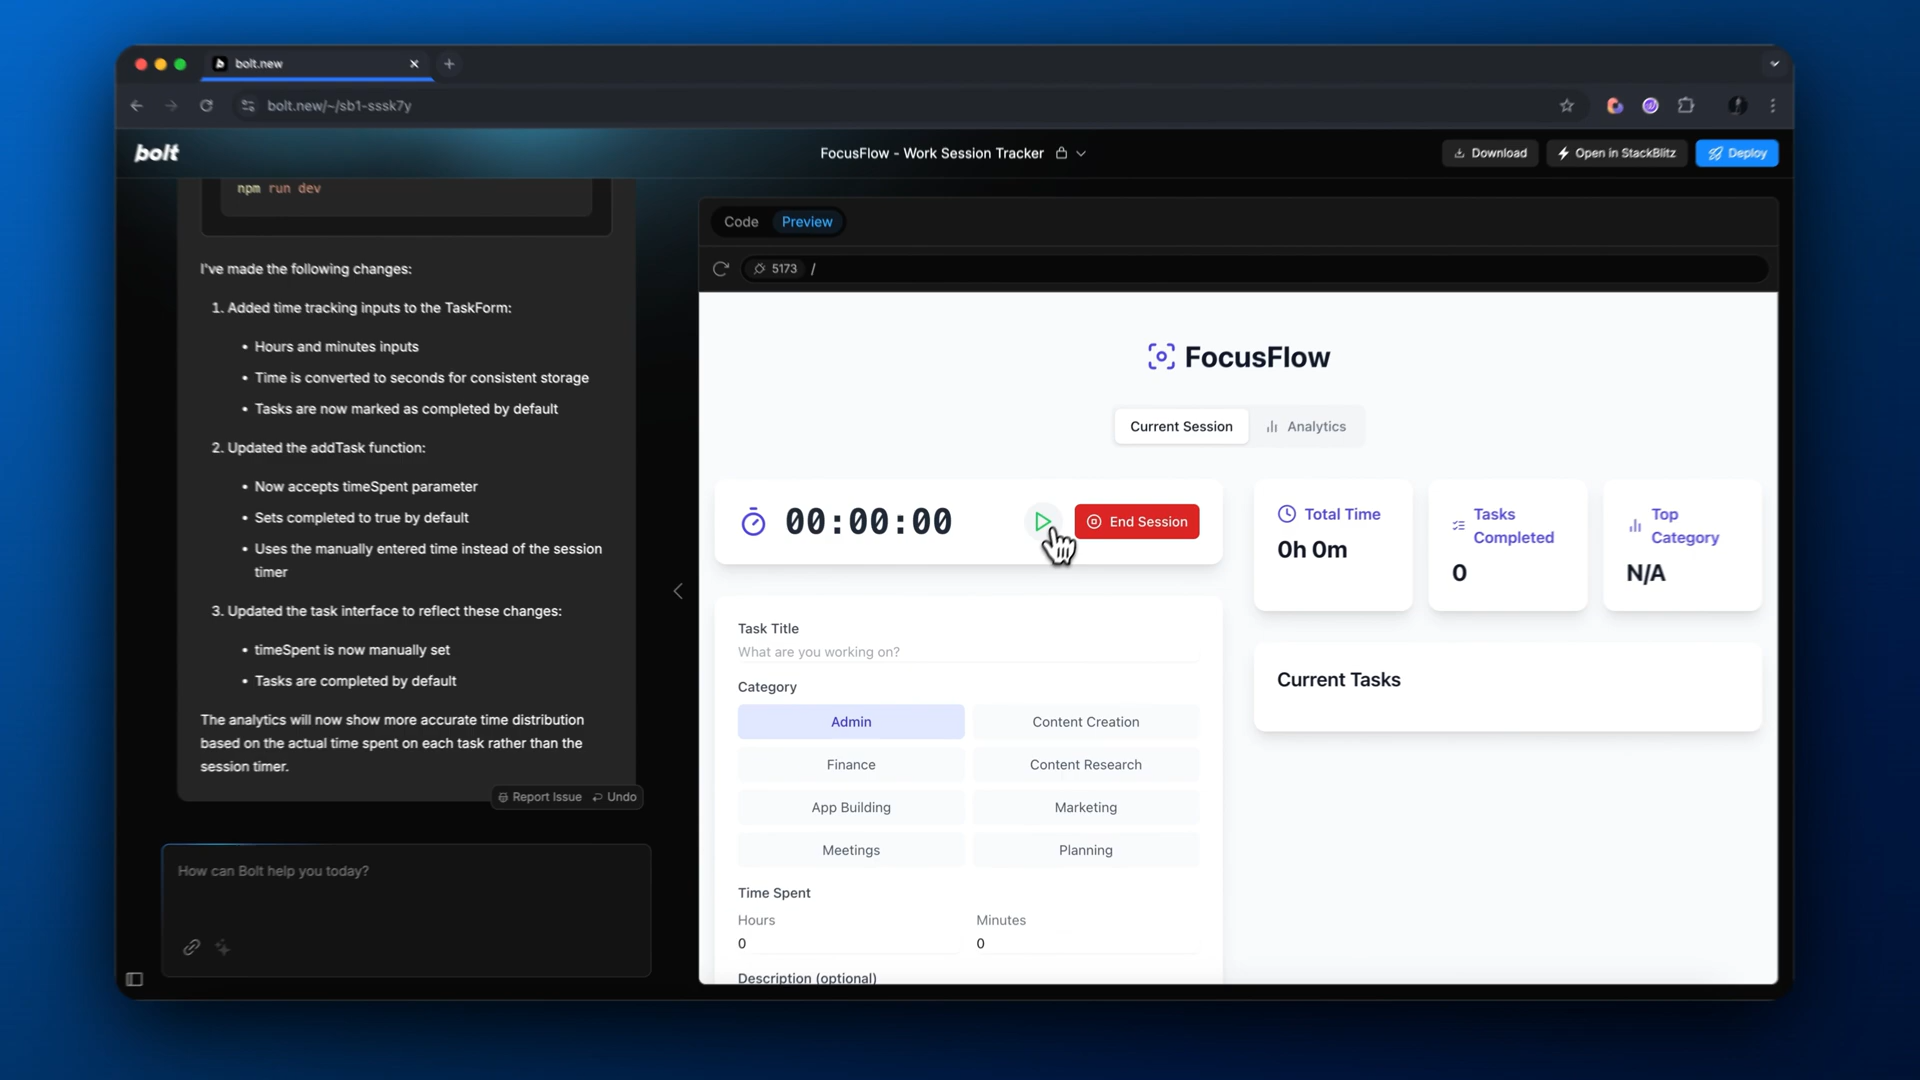 bolt.new
bolt.new/~/sb1-sssk7y
bolt
FocusFlow - Work Session Tracker
Download
Open in StackBlitz
Deploy
npm run dev
I've made the following changes:
1. Added time tracking inputs to the TaskForm:
• Hours and minutes inputs
• Time is converted to seconds for consistent storage
• Tasks are now marked as completed by default
2. Updated the addTask function:
• Now accepts timeSpent parameter
• Sets completed to true by default
• Uses the manually entered time instead of the session
timer
3. Updated the task interface to reflect these changes:
• timeSpent is now manually set
• Tasks are completed by default
The analytics will now show more accurate time distribution
based on the actual time spent on each task rather than the
session timer.
Report Issue
Undo
How can Bolt help you today?
Code
Preview
5173
/
FocusFlow
Current Session
Analytics
00:00:00
End Session
Total Time
0h 0m
Tasks
Completed
0
Top
Category
N/A
Task Title
What are you working on?
Category
Admin
Content Creation
Finance
Content Research
App Building
Marketing
Meetings
Planning
Time Spent
Hours
Minutes
0
0
Description (optional)
Current Tasks